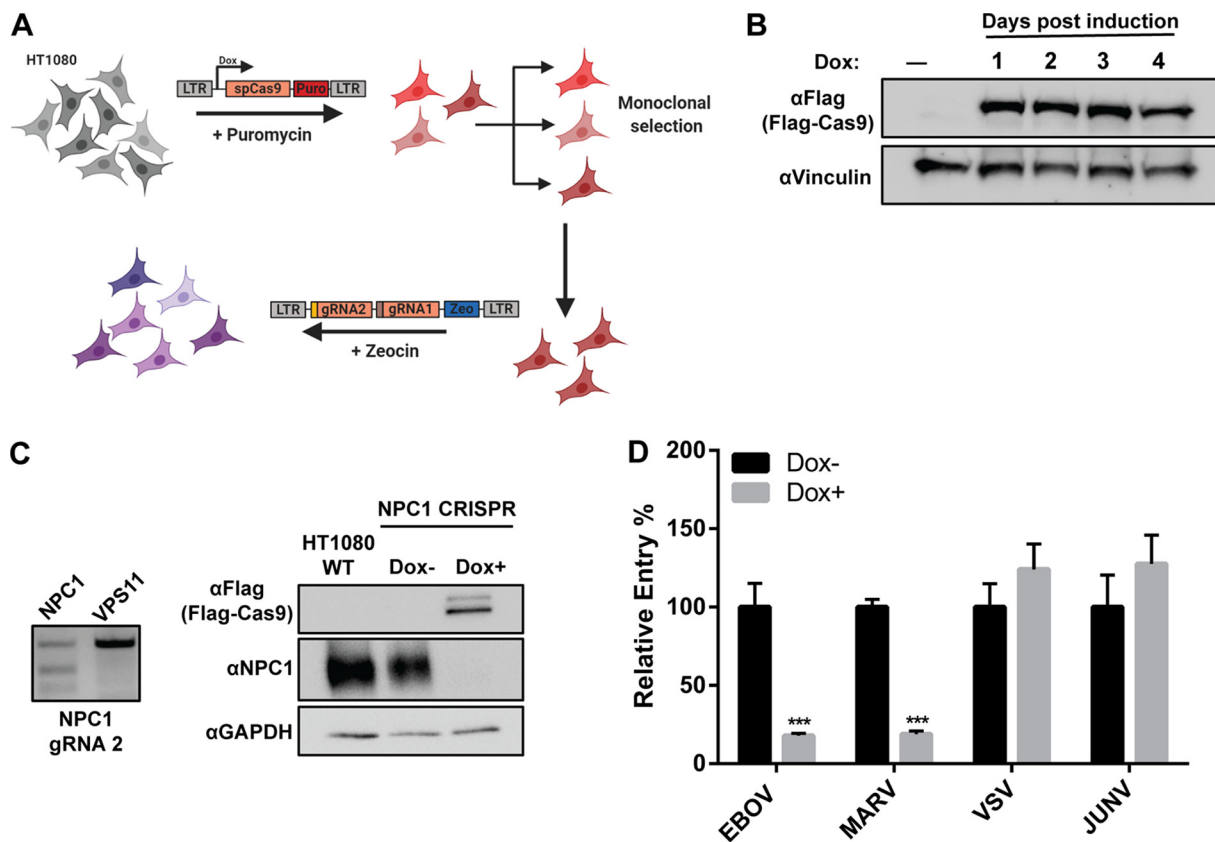 A
HT1080
Dox
LTR spCas9 Puro LTR
+ Puromycin
Monoclonal
selection
LTR gRNA2 gRNA1 Zeo LTR
+ Zeocin
B
Days post induction
Dox: — 1 2 3 4
αFlag
(Flag-Cas9)
αVinculin
C
NPC1 VPS11
NPC1
gRNA 2
NPC1 CRISPR
HT1080
WT Dox- Dox+
αFlag
(Flag-Cas9)
αNPC1
αGAPDH
D
Dox-
Dox+
Relative Entry %
200
150
100
50
0
*** ***
EBOV MARV VSV JUNV